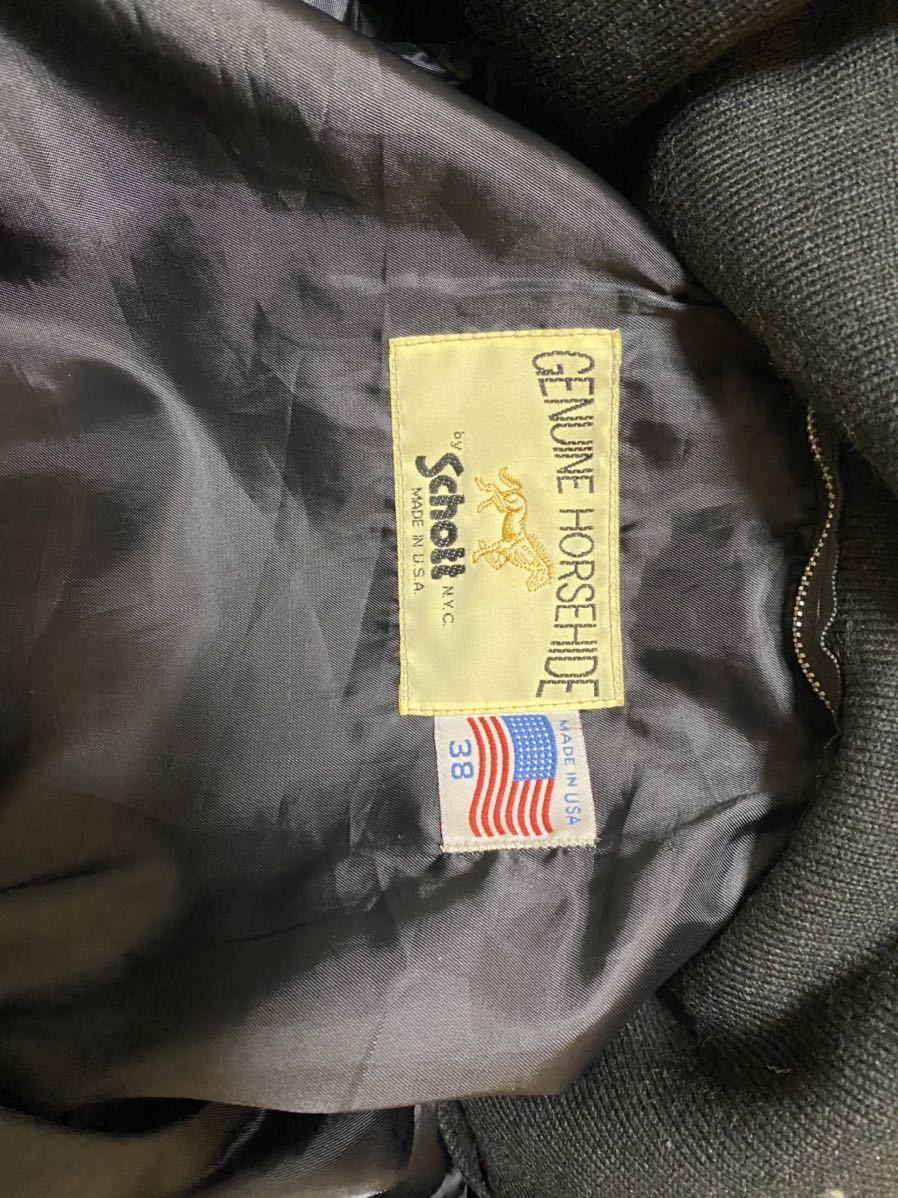 GENUINE HORSEHIDE
by Schott N.Y.C.
MADE IN U.S.A.
MADE IN USA
38